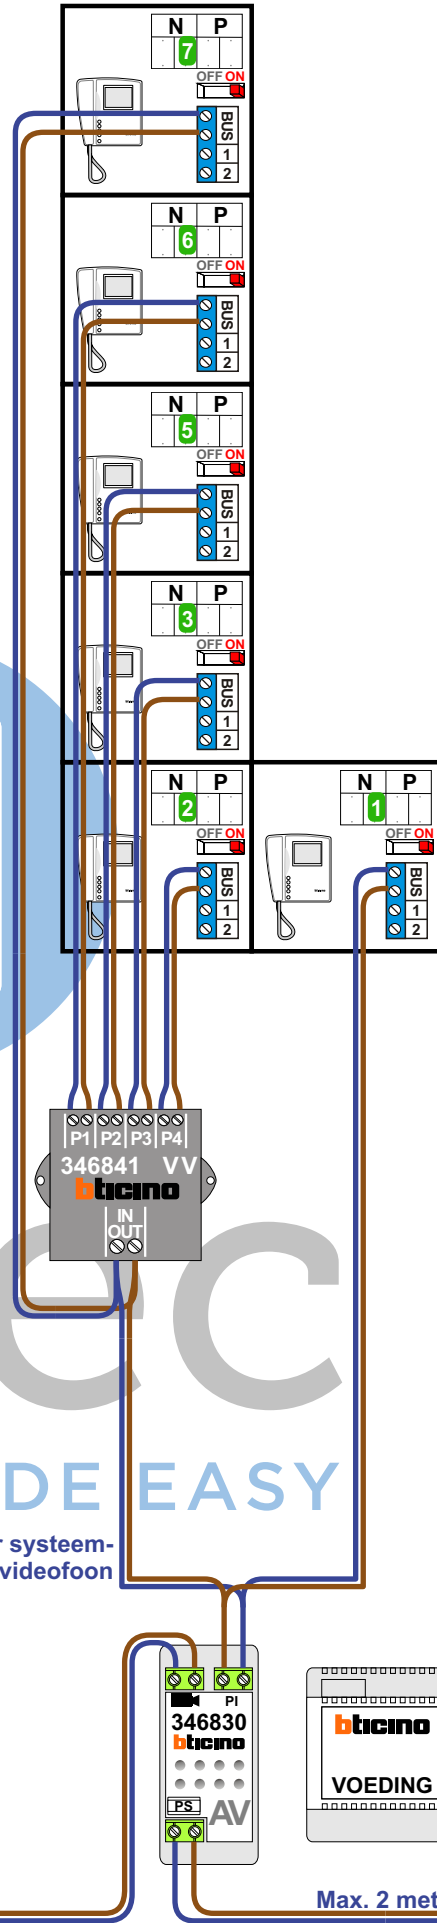 N P
7
OFF ON
BUS
1
2
N P
6
OFF ON
BUS
1
2
N P
5
OFF ON
BUS
1
2
N P
3
OFF ON
BUS
1
2
N P
2
OFF ON
BUS
1
2
N P
1
OFF ON
BUS
1
2
P1 P2 P3 P4
346841 VV
bticino
IN
OUT
ec
DE EASY
r systeem-
videofoon
PI
346830
bticino
PS
AV
bticino
VOEDING
Max. 2 met